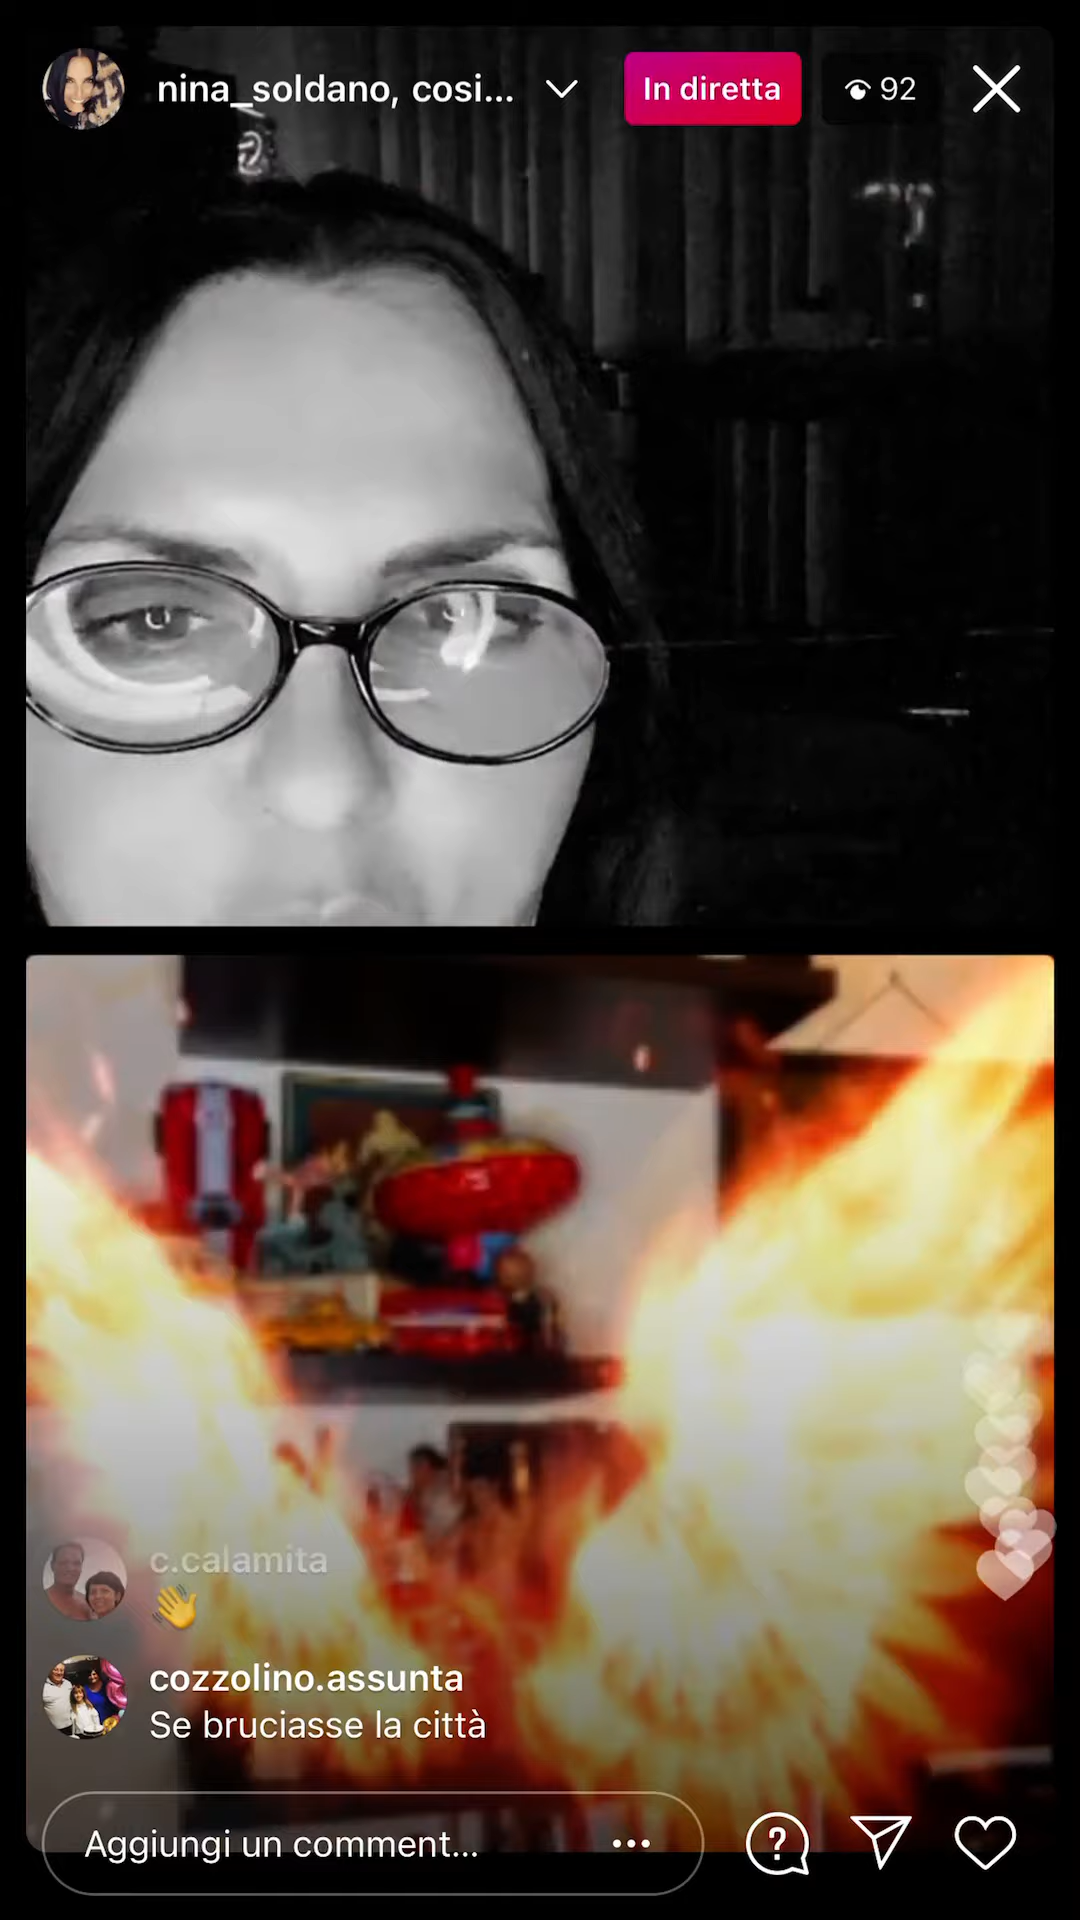 nina_soldano, cosi...
In diretta
92
c.calamita
👋
cozzolino.assunta
Se bruciasse la città
Aggiungi un comment...